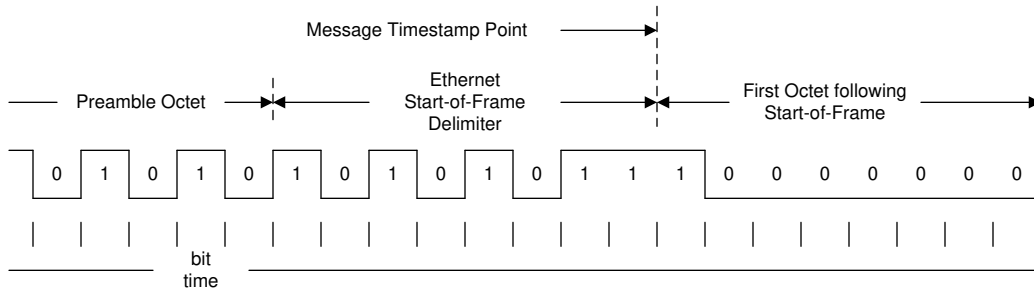 Message Timestamp Point
Preamble Octet
Ethernet
Start-of-Frame
Delimiter
First Octet following
Start-of-Frame
0 1 0 1 0 1 0 1 0 1 0 1 1 1 0 0 0 0 0 0 0
bit
time